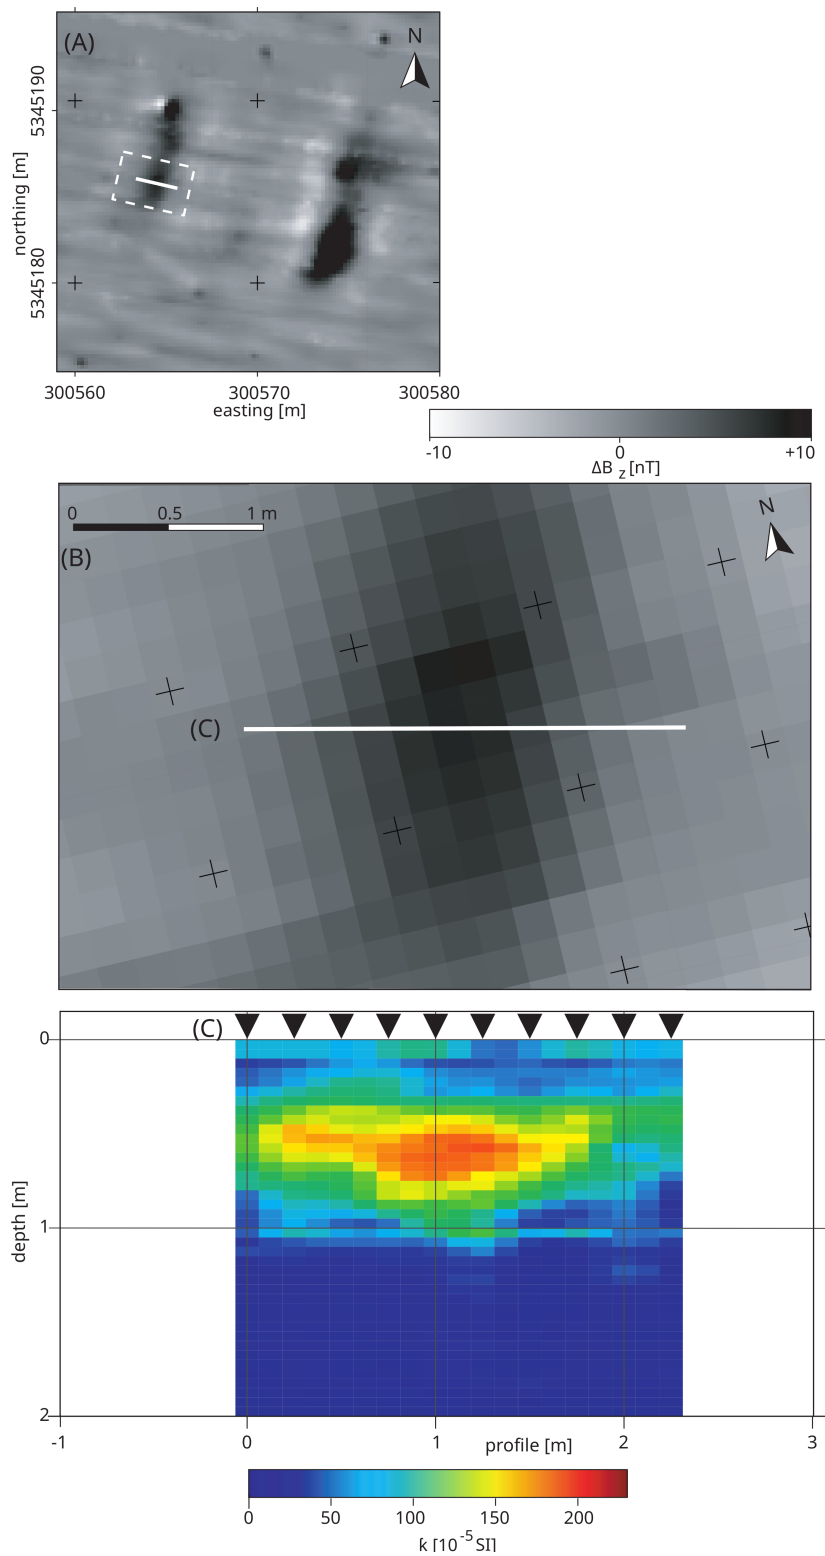 (A)
N
5345190
northing [m]
5345180
300560
300570
300580
easting [m]
-10
0
+10
ΔB z [nT]
0
0.5
1 m
N
(B)
(C)
(C)
0
depth [m]
1
2
-1
0
1
profile [m]
2
3
0
50
100
150
200
ƙ [10⁻⁵ SI]